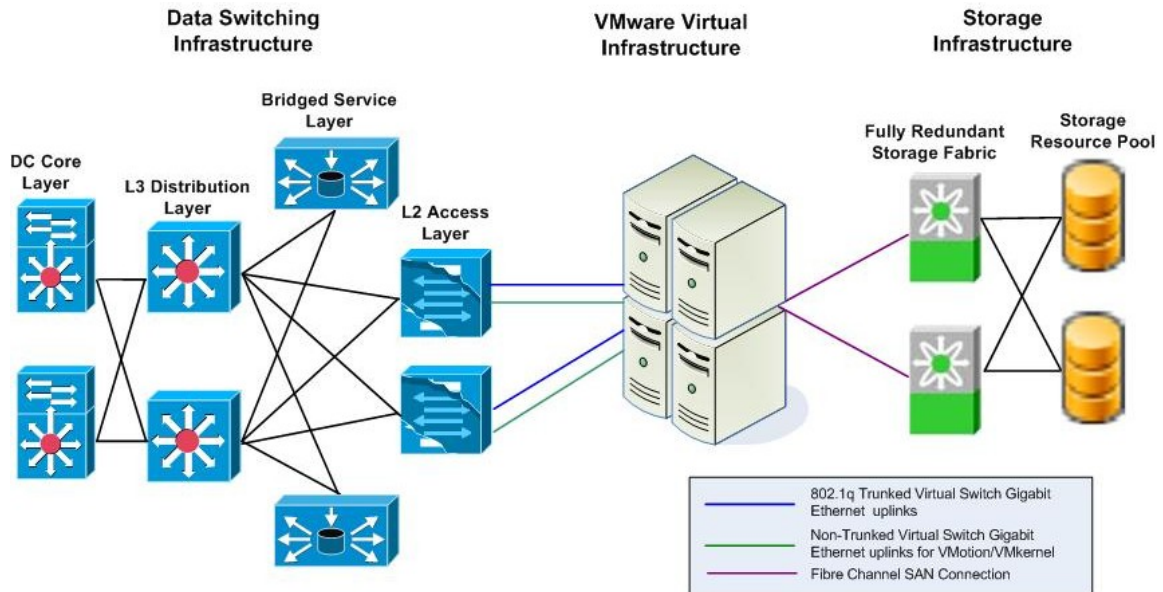 Data Switching
Infrastructure
VMware Virtual
Infrastructure
Storage
Infrastructure
Bridged Service
Layer
DC Core
Layer
L3 Distribution
Layer
L2 Access
Layer
Fully Redundant
Storage Fabric
Storage
Resource Pool
802.1q Trunked Virtual Switch Gigabit
Ethernet uplinks
Non-Trunked Virtual Switch Gigabit
Ethernet uplinks for VMotion/VMkernel
Fibre Channel SAN Connection